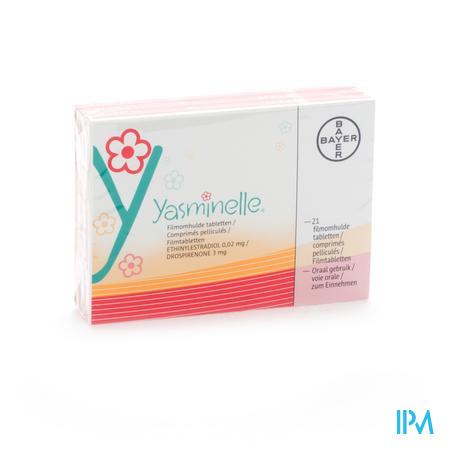 Yasminelle®
Filmomhulde tabletten /
Comprimés pelliculés /
Filmtabletten
ETHINYLESTRADIOL 0,02 mg /
DROSPIRENONE 3 mg
BAYER
BAYER
—21
filmomhulde
tabletten /
comprimés
pelliculés /
Filmtabletten
— Oraal gebruik /
voie orale /
zum Einnehmen
IPM